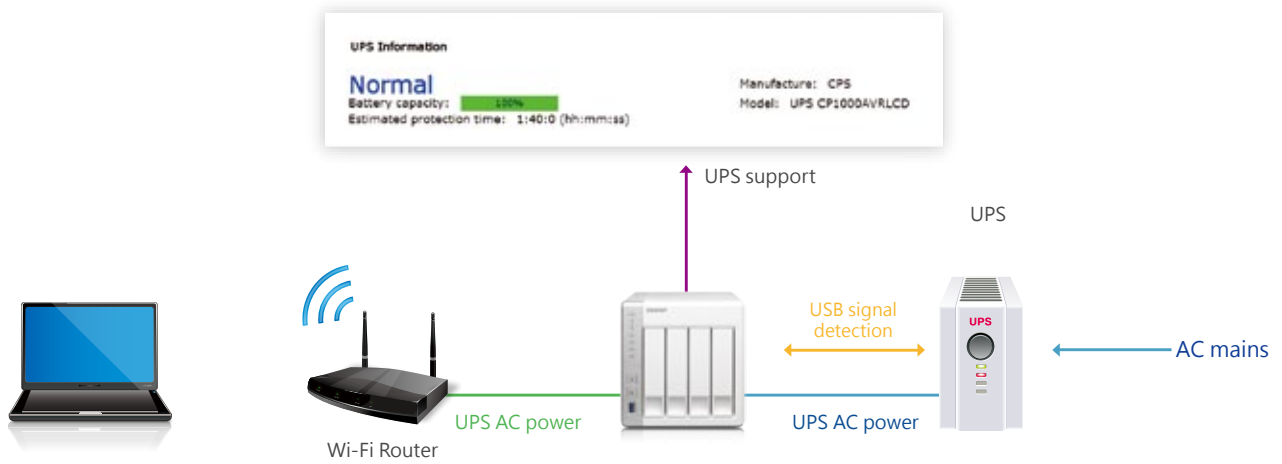 UPS Information
Normal
Battery capacity: 100%
Estimated protection time: 1:40:0 (hh:mm:ss)
Manufacture: CPS
Model: UPS CP1000AVRLCD
UPS support
UPS
USB signal
detection
UPS
AC mains
UPS AC power
UPS AC power
Wi-Fi Router